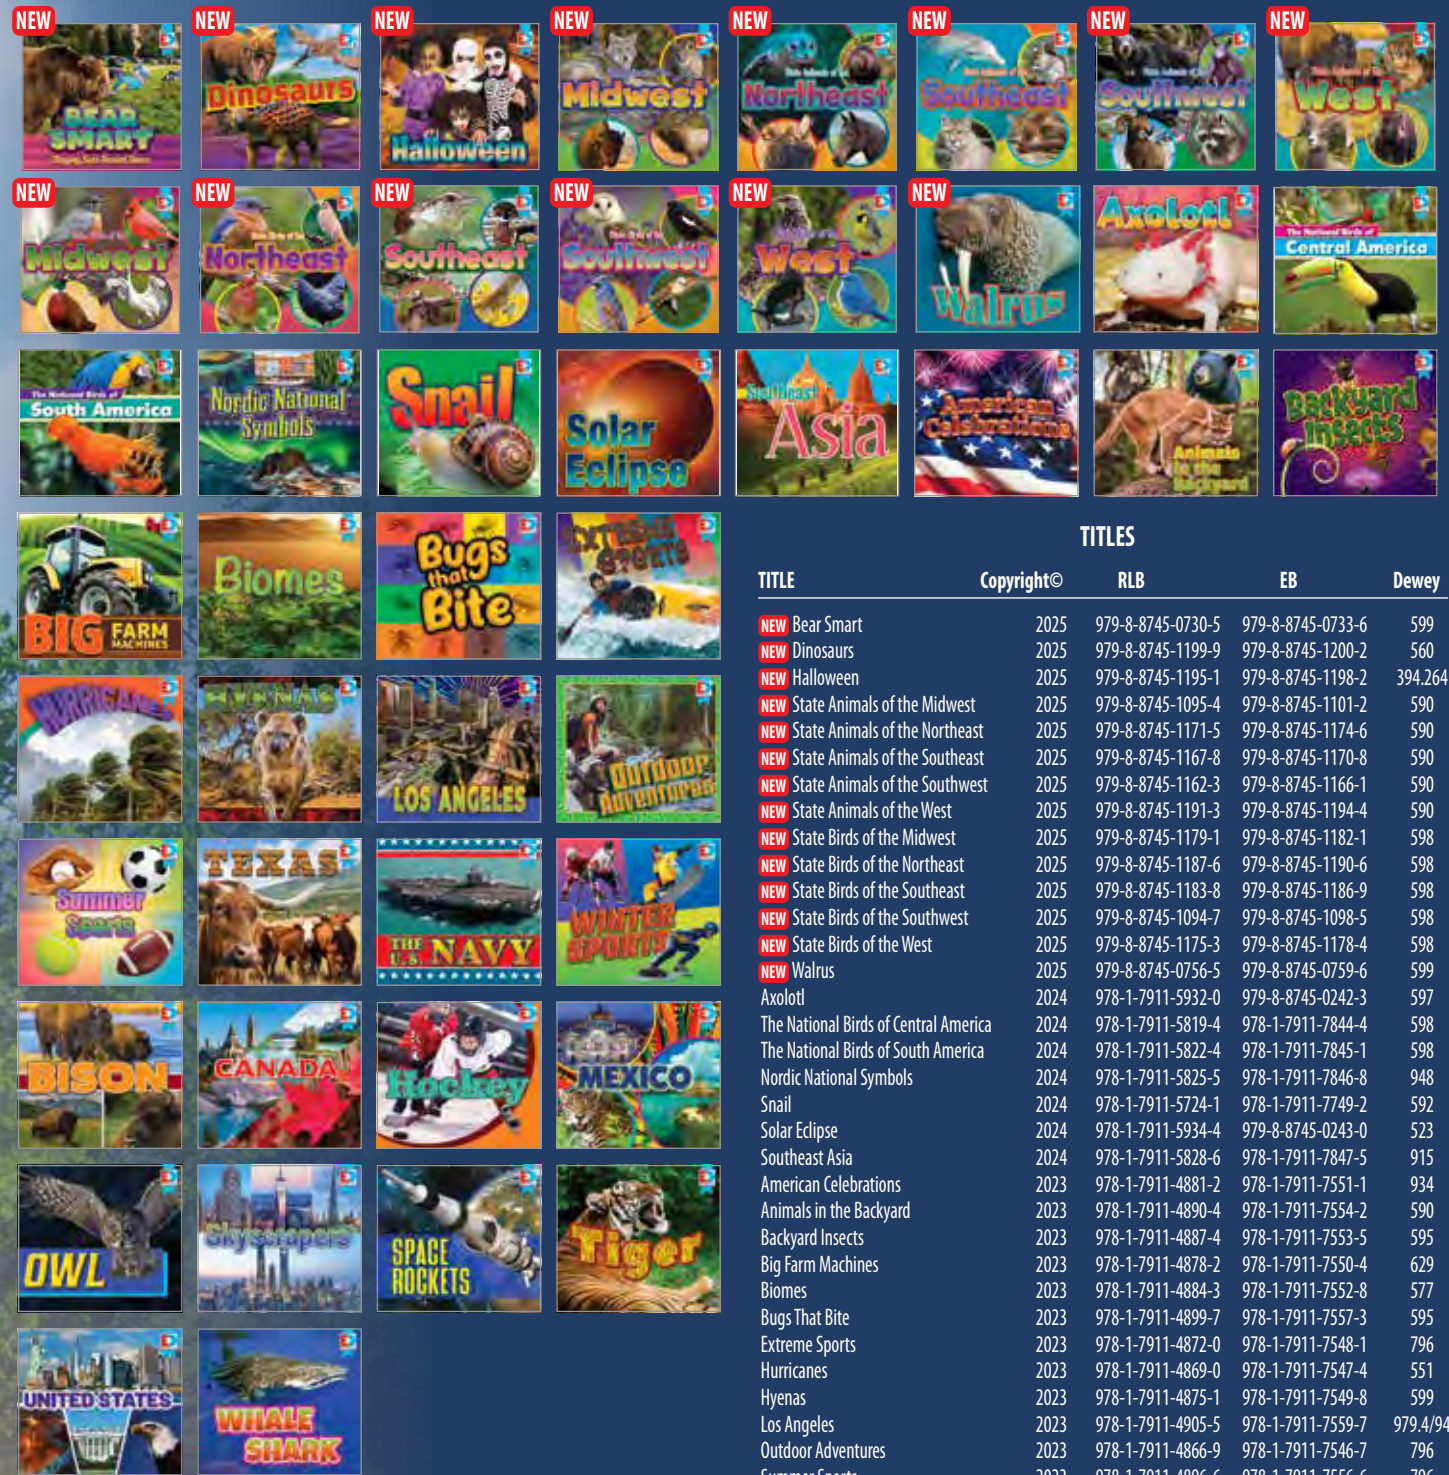 NEW NEW NEW NEW NEW NEW NEW NEW
BEAR SMART
Dinosaurs
Halloween
Midwest
Northeast
Southeast
Southwest
West
NEW NEW NEW NEW NEW NEW
Midwest
Northeast
Southeast
Southwest
West
Walrus
Axolotl
The National Birds of
Central America
The National Birds of
South America
Nordic National
Symbols
Snail
Solar
Eclipse
Southeast
Asia
American
Celebrations
Animals
in the
Backyard
Backyard
Insects
BIG FARM
MACHINES
Biomes
Bugs
that
Bite
EXTREME
SPORTS
HURRICANES
HYENAS
LOS ANGELES
Outdoor
Adventures
Summer
Sports
TEXAS
THE
U.S. NAVY
WINTER
SPORTS
BISON
CANADA
Hockey
MEXICO
OWL
Skyscrapers
SPACE
ROCKETS
Tiger
UNITED STATES
WHALE
SHARK
TITLES
TITLE Copyright© RLB EB Dewey
NEW Bear Smart 2025 979-8-8745-0730-5 979-8-8745-0733-6 599
NEW Dinosaurs 2025 979-8-8745-1199-9 979-8-8745-1200-2 560
NEW Halloween 2025 979-8-8745-1195-1 979-8-8745-1198-2 394.264
NEW State Animals of the Midwest 2025 979-8-8745-1095-4 979-8-8745-1101-2 590
NEW State Animals of the Northeast 2025 979-8-8745-1171-5 979-8-8745-1174-6 590
NEW State Animals of the Southeast 2025 979-8-8745-1167-8 979-8-8745-1170-8 590
NEW State Animals of the Southwest 2025 979-8-8745-1162-3 979-8-8745-1166-1 590
NEW State Animals of the West 2025 979-8-8745-1191-3 979-8-8745-1194-4 590
NEW State Birds of the Midwest 2025 979-8-8745-1179-1 979-8-8745-1182-1 598
NEW State Birds of the Northeast 2025 979-8-8745-1187-6 979-8-8745-1190-6 598
NEW State Birds of the Southeast 2025 979-8-8745-1183-8 979-8-8745-1186-9 598
NEW State Birds of the Southwest 2025 979-8-8745-1094-7 979-8-8745-1098-5 598
NEW State Birds of the West 2025 979-8-8745-1175-3 979-8-8745-1178-4 598
NEW Walrus 2025 979-8-8745-0756-5 979-8-8745-0759-6 599
Axolotl 2024 978-1-7911-5932-0 979-8-8745-0242-3 597
The National Birds of Central America 2024 978-1-7911-5819-4 978-1-7911-7844-4 598
The National Birds of South America 2024 978-1-7911-5822-4 978-1-7911-7845-1 598
Nordic National Symbols 2024 978-1-7911-5825-5 978-1-7911-7846-8 948
Snail 2024 978-1-7911-5724-1 978-1-7911-7749-2 592
Solar Eclipse 2024 978-1-7911-5934-4 979-8-8745-0243-0 523
Southeast Asia 2024 978-1-7911-5828-6 978-1-7911-7847-5 915
American Celebrations 2023 978-1-7911-4881-2 978-1-7911-7551-1 934
Animals in the Backyard 2023 978-1-7911-4890-4 978-1-7911-7554-2 590
Backyard Insects 2023 978-1-7911-4887-4 978-1-7911-7553-5 595
Big Farm Machines 2023 978-1-7911-4878-2 978-1-7911-7550-4 629
Biomes 2023 978-1-7911-4884-3 978-1-7911-7552-8 577
Bugs That Bite 2023 978-1-7911-4899-7 978-1-7911-7557-3 595
Extreme Sports 2023 978-1-7911-4872-0 978-1-7911-7548-1 796
Hurricanes 2023 978-1-7911-4869-0 978-1-7911-7547-4 551
Hyenas 2023 978-1-7911-4875-1 978-1-7911-7549-8 599
Los Angeles 2023 978-1-7911-4905-5 978-1-7911-7559-7 979.4/94
Outdoor Adventures 2023 978-1-7911-4866-9 978-1-7911-7546-7 796